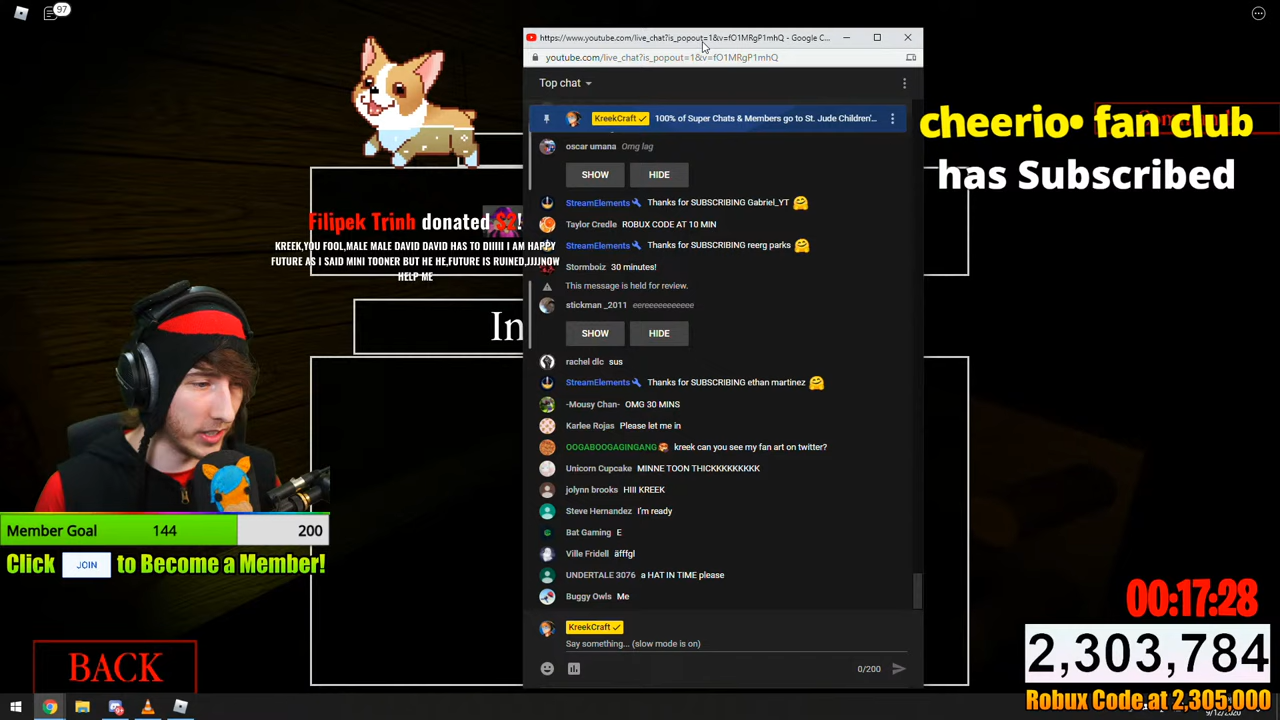 97
https://www.youtube.com/live_chat?is_popout=1&v=fO1MRgP1mhQ - Google C...
youtube.com/live_chat?is_popout=1&v=fO1MRgP1mhQ
Top chat
KreekCraft 100% of Super Chats & Members go to St. Jude Children'...
oscar umana Omg lag
SHOW HIDE
StreamElements Thanks for SUBSCRIBING Gabriel_YT
Taylor Credle ROBUX CODE AT 10 MIN
StreamElements Thanks for SUBSCRIBING reerg parks
Stormboiz 30 minutes!
This message is held for review.
stickman _2011 eereeeeeeeeeee
SHOW HIDE
rachel dlc sus
StreamElements Thanks for SUBSCRIBING ethan martinez
-Mousy Chan- OMG 30 MINS
Karlee Rojas Please let me in
OOGABOOGAGINGANG kreek can you see my fan art on twitter?
Unicorn Cupcake MINNE TOON THICKKKKKKKKK
jolynn brooks HIII KREEK
Steve Hernandez I'm ready
Bat Gaming E
Ville Fridell äfffgl
UNDERTALE 3076 a HAT IN TIME please
Buggy Owls Me
KreekCraft
Say something... (slow mode is on)
0/200
cheerio• fan club
has Subscribed
Filipek Trinh donated $2!
KREEK,YOU FOOL,MALE MALE DAVID DAVID HAS TO DIIIII I AM HAPPY
FUTURE AS I SAID MINI TOONER BUT HE HE,FUTURE IS RUINED,JJJJNOW
HELP ME
In
Member Goal 144 200
Click JOIN to Become a Member!
BACK
00:17:28
2,303,784
Robux Code at 2,305,000